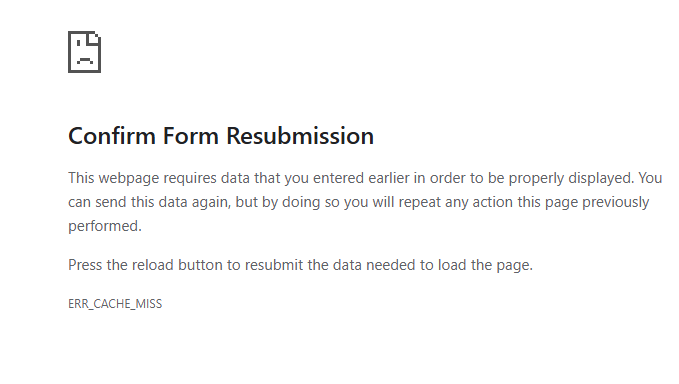 Confirm Form Resubmission
This webpage requires data that you entered earlier in order to be properly displayed. You
can send this data again, but by doing so you will repeat any action this page previously
performed.
Press the reload button to resubmit the data needed to load the page.
ERR_CACHE_MISS